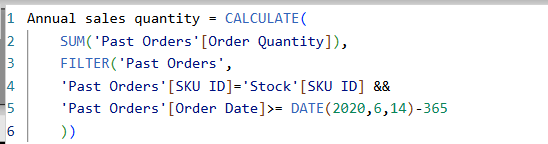 1 Annual sales quantity = CALCULATE(
2 SUM('Past Orders'[Order Quantity]),
3 FILTER('Past Orders',
4 'Past Orders'[SKU ID]='Stock'[SKU ID] &&
5 'Past Orders'[Order Date]>= DATE(2020,6,14)-365
6 ))